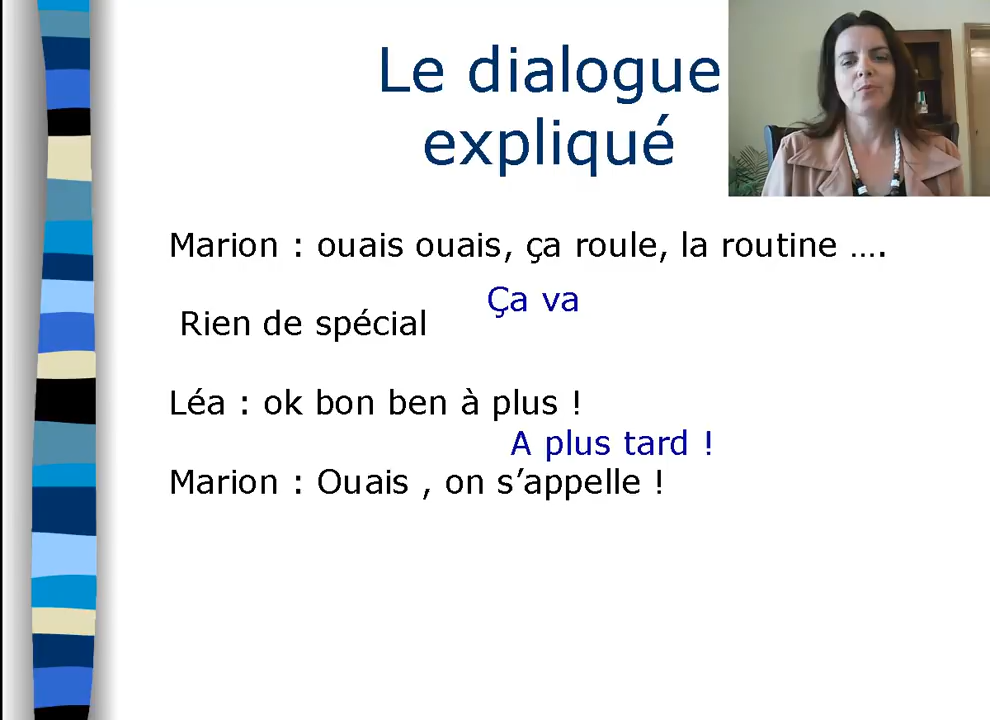 Le dialogue
expliqué
Marion : ouais ouais, ça roule, la routine ….
Ça va
Rien de spécial
Léa : ok bon ben à plus !
A plus tard !
Marion : Ouais , on s’appelle !